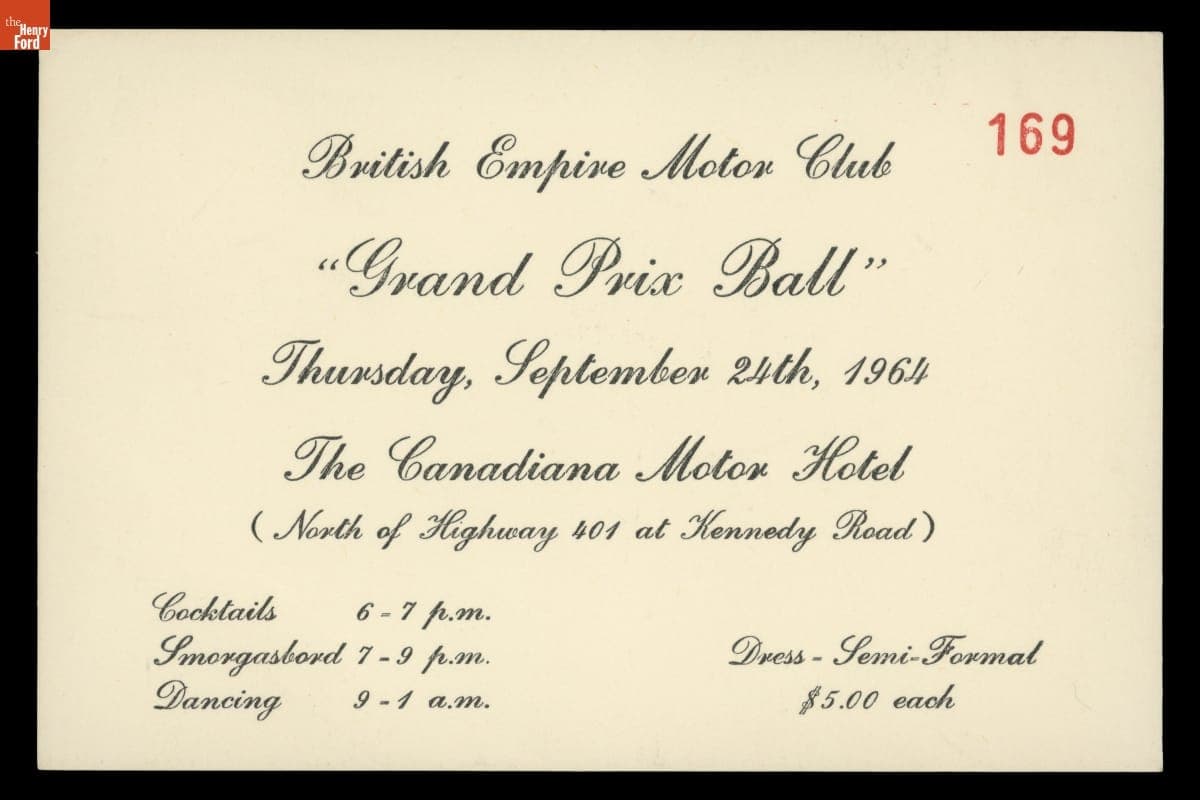 the
Henry
Ford
169
British Empire Motor Club
"Grand Prix Ball"
Thursday, September 24th, 1964
The Canadiana Motor Hotel
(North of Highway 401 at Kennedy Road)
Cocktails 6 - 7 p.m.
Smorgasbord 7 - 9 p.m.
Dancing 9 - 1 a.m.
Dress - Semi-Formal
$5.00 each